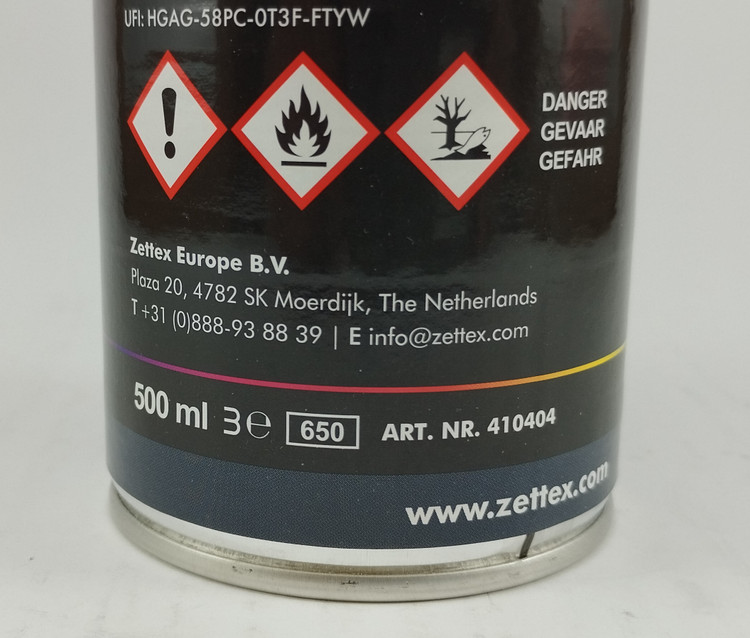 UFI: HGAG-58PC-0T3F-FTYW
DANGER
GEVAAR
GEFAHR
Zettex Europe B.V.
Plaza 20, 4782 SK Moerdijk, The Netherlands
T +31 (0)888-93 88 39 | E info@zettex.com
500 ml 3 ℮ 650 ART. NR. 410404
www.zettex.com